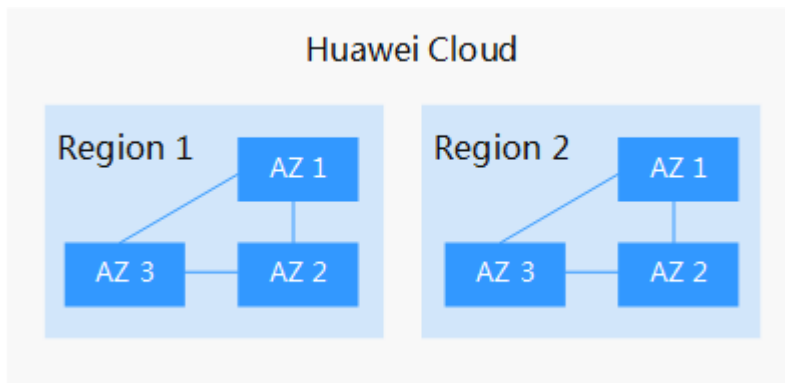 Huawei Cloud
Region 1
AZ 1
AZ 3
AZ 2
Region 2
AZ 1
AZ 3
AZ 2